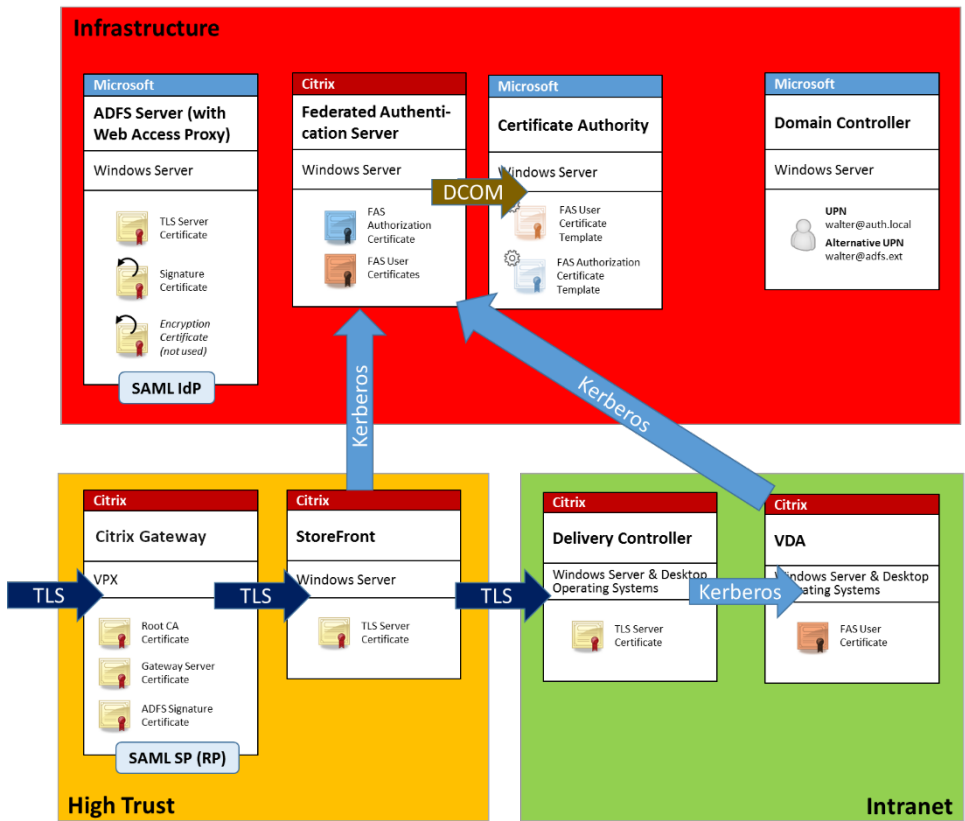 Infrastructure
Microsoft
ADFS Server (with
Web Access Proxy)
Windows Server
TLS Server
Certificate
Signature
Certificate
Encryption
Certificate
(not used)
SAML IdP
Citrix
Federated Authenti-
cation Server
Windows Server
FAS
Authorization
Certificate
FAS User
Certificates
DCOM
Microsoft
Certificate Authority
Windows Server
FAS User
Certificate
Template
FAS Authorization
Certificate
Template
Microsoft
Domain Controller
Windows Server
UPN
walter@auth.local
Alternative UPN
walter@adfs.ext
Kerberos
Kerberos
Citrix
Citrix Gateway
VPX
TLS
Root CA
Certificate
Gateway Server
Certificate
ADFS Signature
Certificate
SAML SP (RP)
TLS
Citrix
StoreFront
Windows Server
TLS Server
Certificate
High Trust
TLS
Citrix
Delivery Controller
Windows Server & Desktop
Operating Systems
TLS Server
Certificate
Kerberos
Citrix
VDA
Windows Server & Desktop
Operating Systems
FAS User
Certificate
Intranet